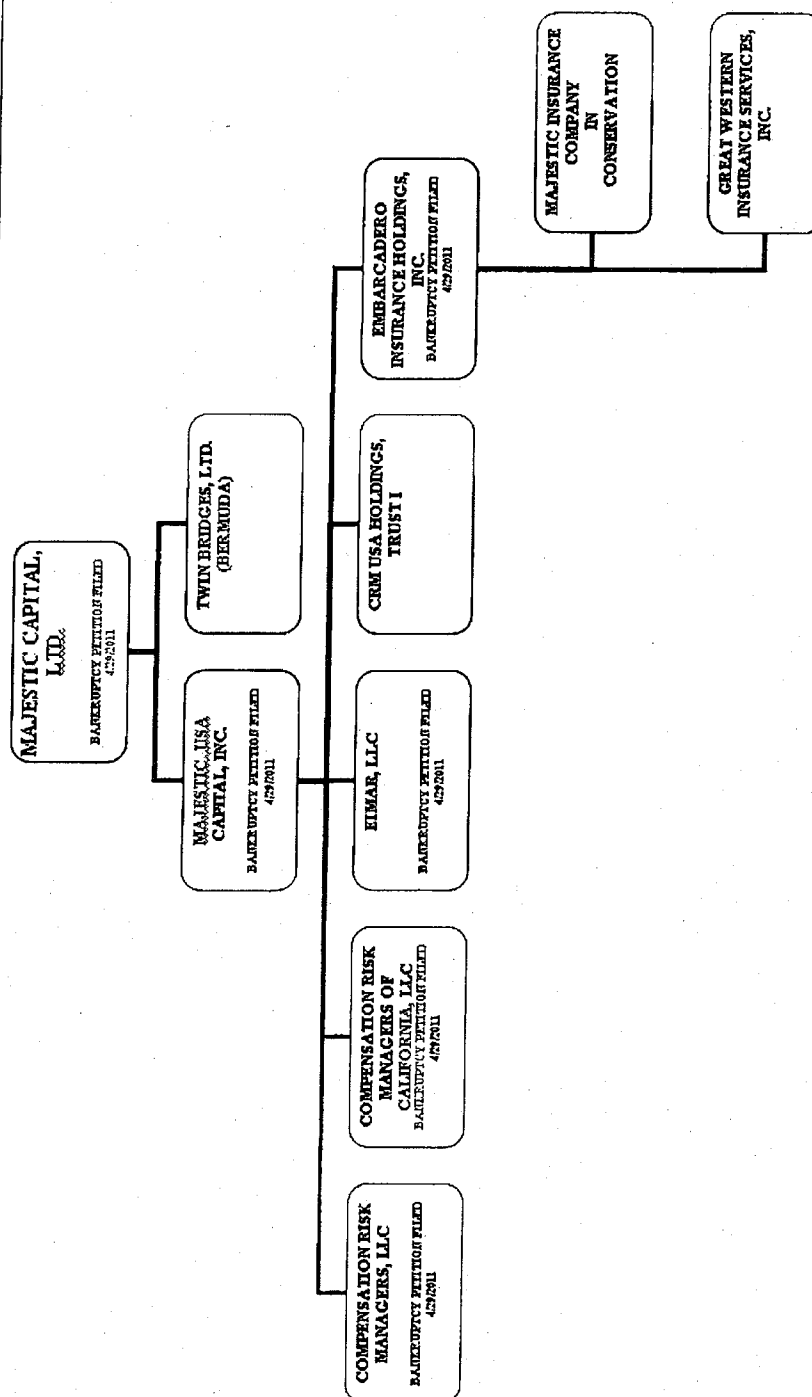 MAJESTIC CAPITAL,
LTD.
BANKRUPTCY PETITION FILED
4/29/2011
MAJESTIC USA
CAPITAL, INC.
BANKRUPTCY PETITION FILED
4/29/2011
TWIN BRIDGES, LTD.
(BERMUDA)
COMPENSATION RISK
MANAGERS, LLC
BANKRUPTCY PETITION FILED
4/29/2011
COMPENSATION RISK
MANAGERS OF
CALIFORNIA, LLC
BANKRUPTCY PETITION FILED
4/29/2011
EIMAR, LLC
BANKRUPTCY PETITION FILED
4/29/2011
CRM USA HOLDINGS,
TRUST I
EMBARCADERO
INSURANCE HOLDINGS,
INC.
BANKRUPTCY PETITION FILED
4/29/2011
MAJESTIC INSURANCE
COMPANY
IN
CONSERVATION
GREAT WESTERN
INSURANCE SERVICES,
INC.